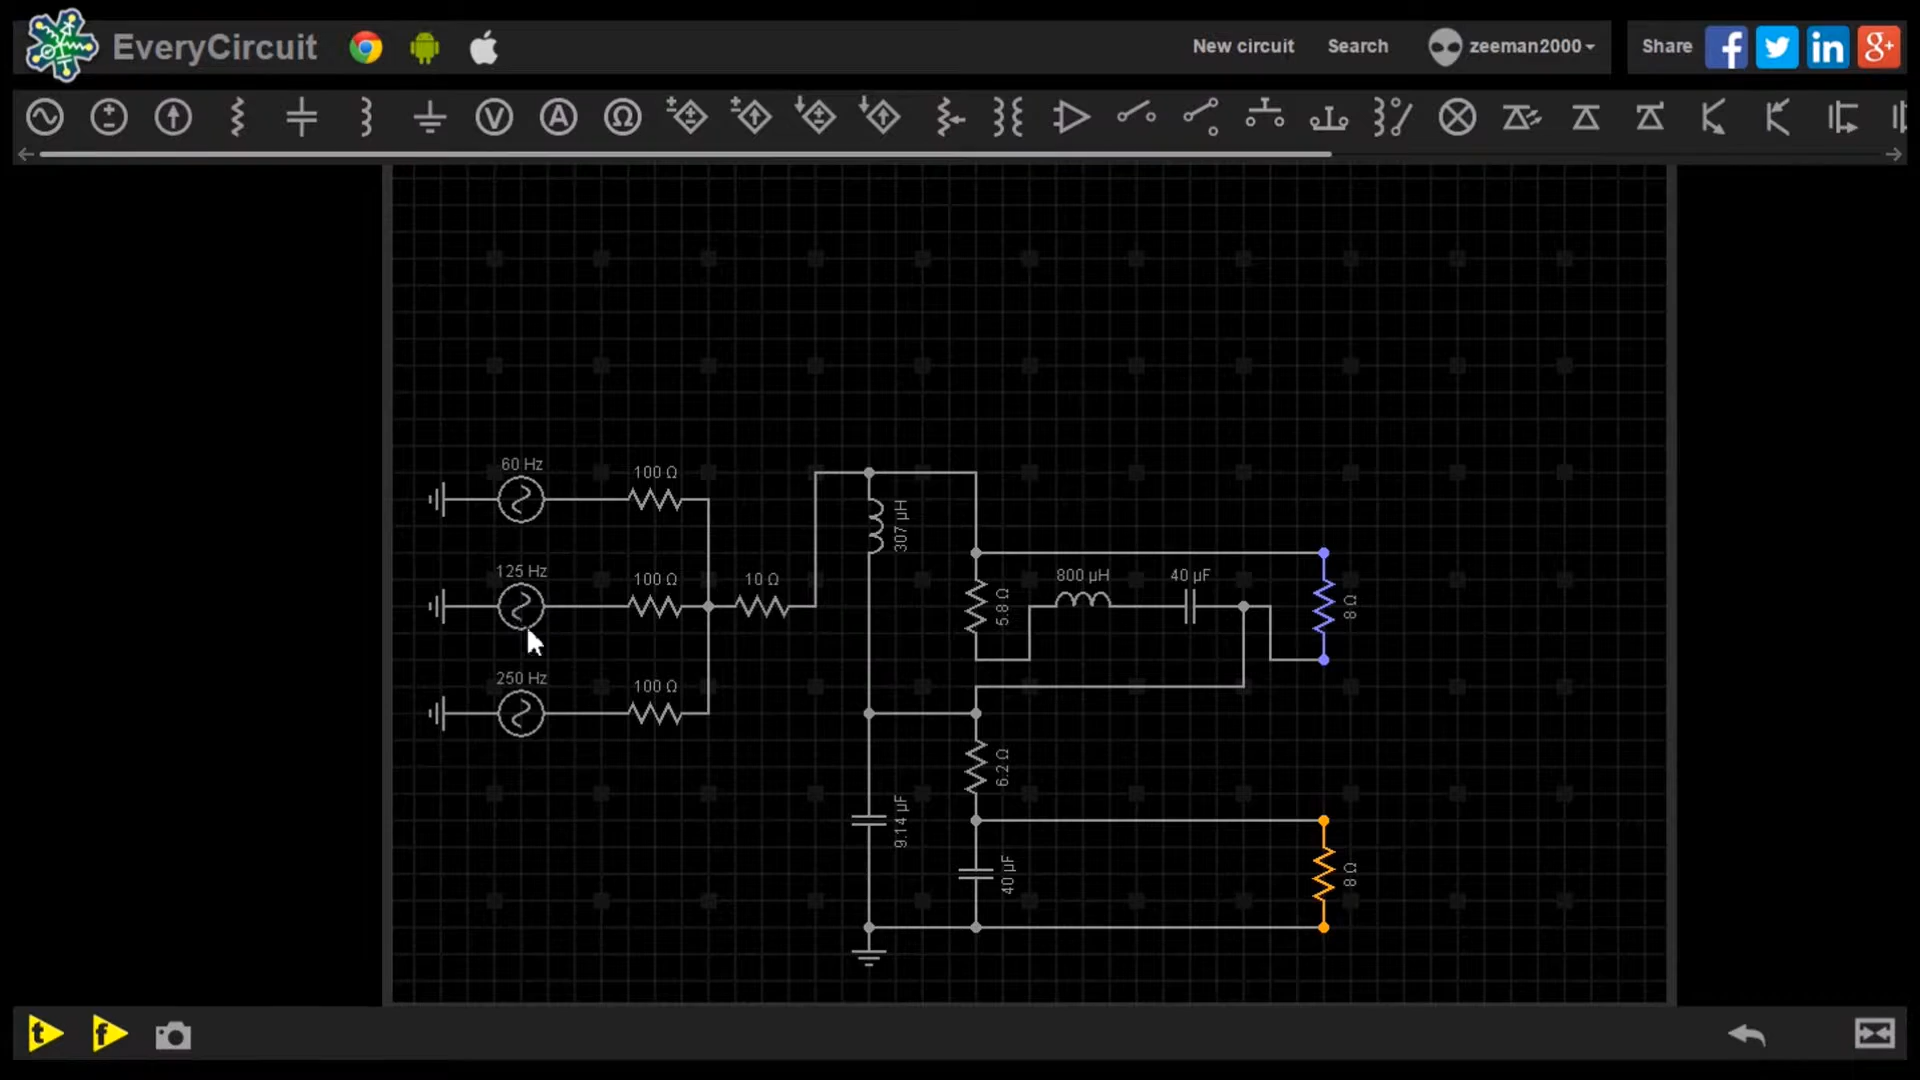 EveryCircuit
New circuit
Search
zeeman2000
Share
60 Hz
100 Ω
307 µH
125 Hz
100 Ω
10 Ω
5.8 Ω
800 µH
40 µF
8 Ω
250 Hz
100 Ω
6.2 Ω
9.14 µF
40 µF
8 Ω
t
f